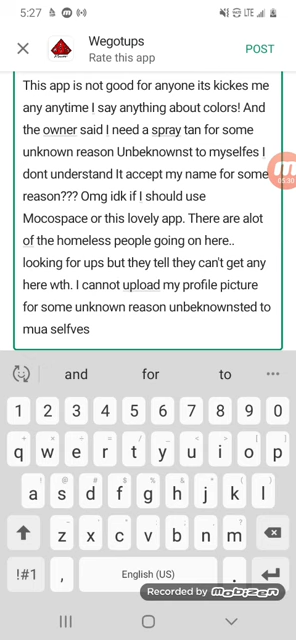 5:27 LTE
Wegotups
Rate this app
POST
This app is not good for anyone its kickes me
any anytime I say anything about colors! And
the owner said I need a spray tan for some
unknown reason Unbeknownst to myselfes I
dont understand It accept my name for some
reason??? Omg idk if I should use
Mocospace or this lovely app. There are alot
of the homeless people going on here..
looking for ups but they tell they can't get any
here wth. I cannot upload my profile picture
for some unknown reason unbeknownsted to
mua selfves
05:30
and for to
1 2 3 4 5 6 7 8 9 0
q w e r t y u i o p
a s d f g h j k l
z x c v b n m
!#1 , English (US) .
Recorded by mobizen